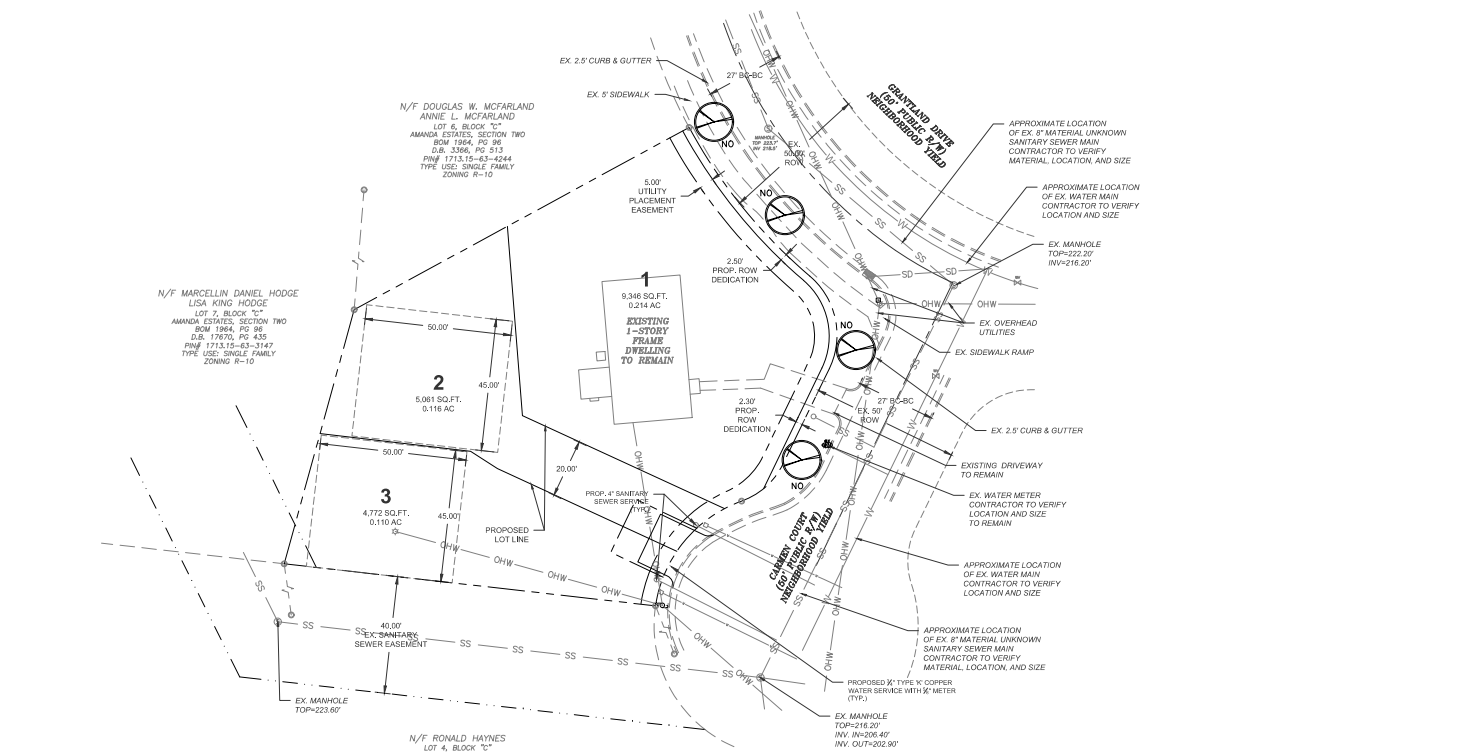 EX. 2.5' CURB & GUTTER
EX. 5' SIDEWALK
27' BC-BC
N/F DOUGLAS W. MCFARLAND
ANNIE L. MCFARLAND
LOT 6, BLOCK "C"
AMANDA ESTATES, SECTION TWO
BOM 1964, PG 96
D.B. 3366, PG 513
PIN# 1713.15-63-4244
TYPE USE: SINGLE FAMILY
ZONING R-10
GRANTLAND DRIVE
(50' PUBLIC R/W)
NEIGHBORHOOD YIELD
APPROXIMATE LOCATION
OF EX. 8" MATERIAL UNKNOWN
SANITARY SEWER MAIN
CONTRACTOR TO VERIFY
MATERIAL, LOCATION, AND SIZE
APPROXIMATE LOCATION
OF EX. WATER MAIN
CONTRACTOR TO VERIFY
LOCATION AND SIZE
EX. MANHOLE
TOP=222.20'
INV=216.20'
NO
MANHOLE
TOP 223.7'
EX.
50.00'
ROW
5.00'
UTILITY
PLACEMENT
EASEMENT
NO
2.50'
PROP. ROW
DEDICATION
N/F MARCELLIN DANIEL HODGE
LISA KING HODGE
LOT 7, BLOCK "C"
AMANDA ESTATES, SECTION TWO
BOM 1964, PG 96
D.B. 17670, PG 435
PIN# 1713.15-63-3147
TYPE USE: SINGLE FAMILY
ZONING R-10
1
9,346 SQ.FT.
0.214 AC
EXISTING
1-STORY
FRAME
DWELLING
TO REMAIN
50.00'
45.00'
2
5,061 SQ.FT.
0.116 AC
NO
EX. OVERHEAD
UTILITIES
EX. SIDEWALK RAMP
2.30'
PROP.
ROW
DEDICATION
27' BC-BC
EX. 50'
ROW
EX. 2.5' CURB & GUTTER
EXISTING DRIVEWAY
TO REMAIN
EX. WATER METER
CONTRACTOR TO VERIFY
LOCATION AND SIZE
TO REMAIN
NO
50.00'
45.00'
20.00'
3
4,772 SQ.FT.
0.110 AC
PROPOSED
LOT LINE
PROP. 4" SANITARY
SEWER SERVICE
(TYP.)
CARMEN COURT
(50' PUBLIC R/W)
NEIGHBORHOOD YIELD
APPROXIMATE LOCATION
OF EX. WATER MAIN
CONTRACTOR TO VERIFY
LOCATION AND SIZE
40.00'
EX. SANITARY
SEWER EASEMENT
APPROXIMATE LOCATION
OF EX. 8" MATERIAL UNKNOWN
SANITARY SEWER MAIN
CONTRACTOR TO VERIFY
MATERIAL, LOCATION, AND SIZE
EX. MANHOLE
TOP=223.60'
PROPOSED TYPE 'K' COPPER
WATER SERVICE WITH METER
(TYP.)
EX. MANHOLE
TOP=216.20'
INV. IN=206.40'
INV. OUT=202.90'
N/F RONALD HAYNES
LOT 4, BLOCK "C"
SS
OHW
W
SD